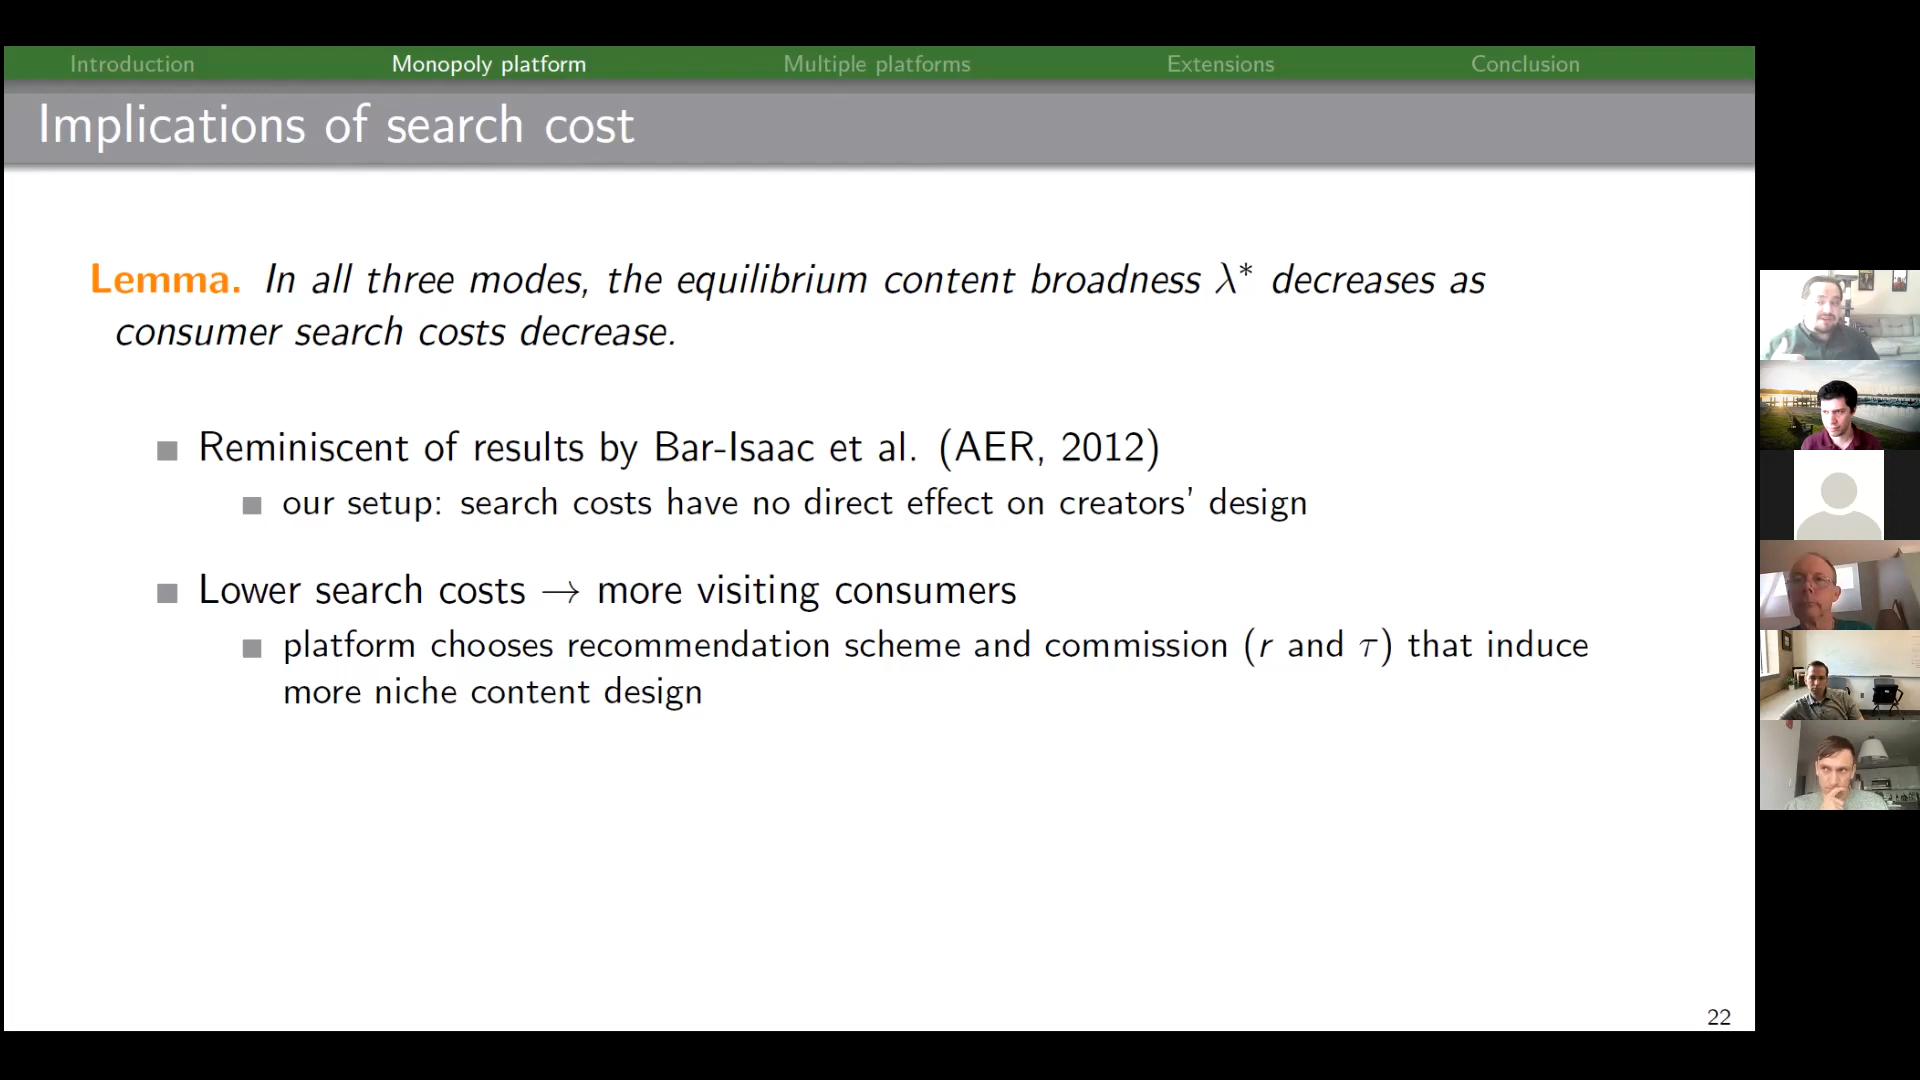 Introduction Monopoly platform Multiple platforms Extensions Conclusion
Implications of search cost
Lemma. In all three modes, the equilibrium content broadness λ* decreases as
consumer search costs decrease.
Reminiscent of results by Bar-Isaac et al. (AER, 2012)
our setup: search costs have no direct effect on creators' design
Lower search costs → more visiting consumers
platform chooses recommendation scheme and commission (r and τ) that induce
more niche content design
22